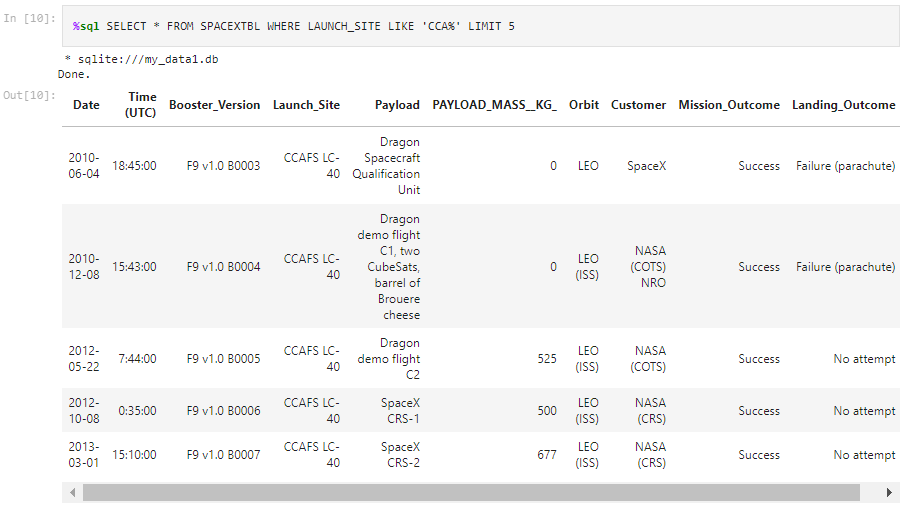 In [10]: %sql SELECT * FROM SPACEXTBL WHERE LAUNCH_SITE LIKE 'CCA%' LIMIT 5
* sqlite:///my_data1.db
Done.
Out[10]:
Date Time (UTC) Booster_Version Launch_Site Payload PAYLOAD_MASS__KG_ Orbit Customer Mission_Outcome Landing_Outcome
2010-06-04 18:45:00 F9 v1.0 B0003 CCAFS LC-40 Dragon Spacecraft Qualification Unit 0 LEO SpaceX Success Failure (parachute)
2010-12-08 15:43:00 F9 v1.0 B0004 CCAFS LC-40 Dragon demo flight C1, two CubeSats, barrel of Brouere cheese 0 LEO (ISS) NASA (COTS) NRO Success Failure (parachute)
2012-05-22 7:44:00 F9 v1.0 B0005 CCAFS LC-40 Dragon demo flight C2 525 LEO (ISS) NASA (COTS) Success No attempt
2012-10-08 0:35:00 F9 v1.0 B0006 CCAFS LC-40 SpaceX CRS-1 500 LEO (ISS) NASA (CRS) Success No attempt
2013-03-01 15:10:00 F9 v1.0 B0007 CCAFS LC-40 SpaceX CRS-2 677 LEO (ISS) NASA (CRS) Success No attempt